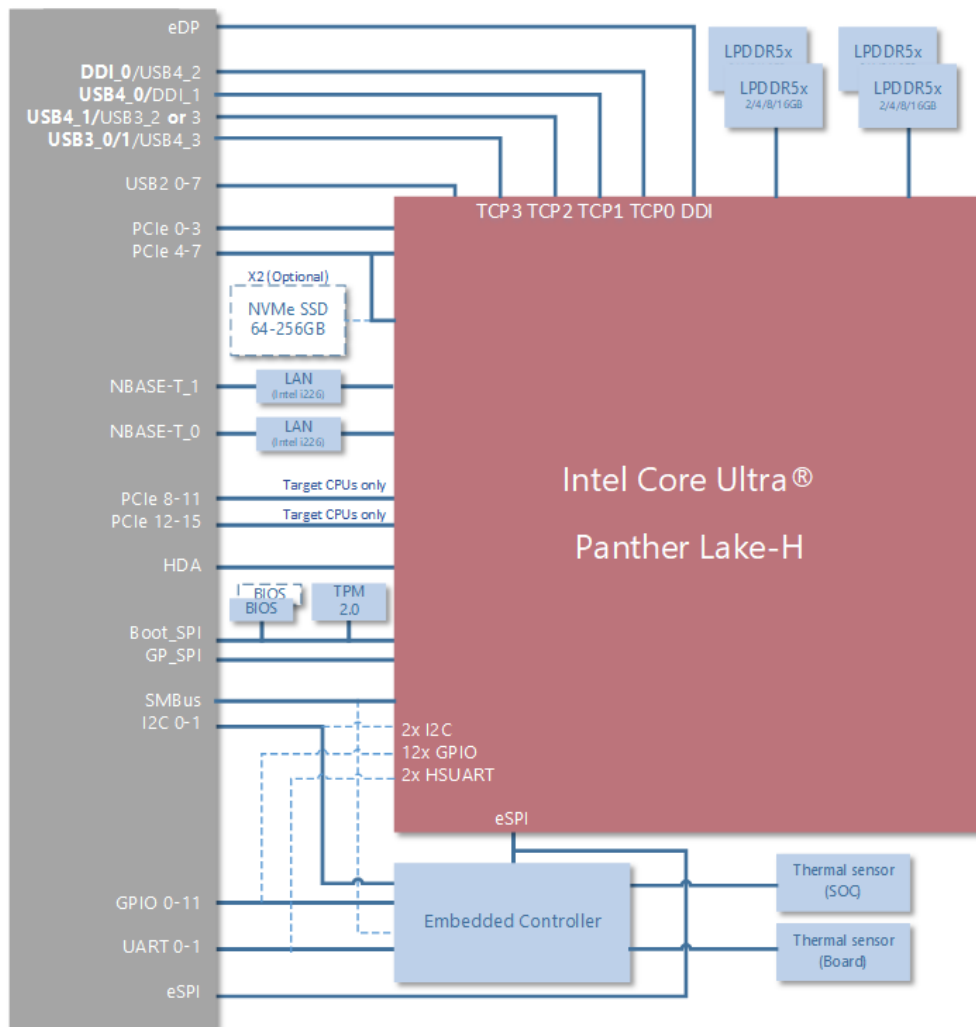 eDP
DDI_0/USB4_2
USB4_0/DDI_1
USB4_1/USB3_2 or 3
USB3_0/1/USB4_3
USB2 0-7
PCIe 0-3
PCIe 4-7
X2 (Optional)
NVMe SSD
64-256GB
NBASE-T_1
LAN
(Intel i226)
NBASE-T_0
LAN
(Intel i226)
PCIe 8-11
Target CPUs only
PCIe 12-15
Target CPUs only
HDA
BIOS
BIOS
TPM
2.0
Boot_SPI
GP_SPI
SMBus
I2C 0-1
GPIO 0-11
UART 0-1
eSPI
LPDDR5x
LPDDR5x
2/4/8/16GB
LPDDR5x
LPDDR5x
2/4/8/16GB
TCP3 TCP2 TCP1 TCP0 DDI
Intel Core Ultra®
Panther Lake-H
2x I2C
12x GPIO
2x HSUART
eSPI
Embedded Controller
Thermal sensor
(SOC)
Thermal sensor
(Board)